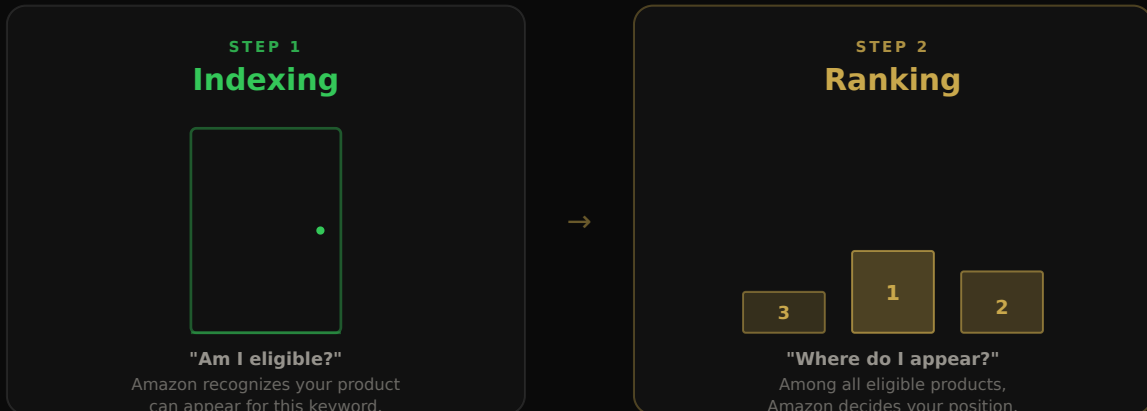 STEP 1
Indexing
"Am I eligible?"
Amazon recognizes your product
can appear for this keyword.
→
STEP 2
Ranking
3
1
2
"Where do I appear?"
Among all eligible products,
Amazon decides your position.